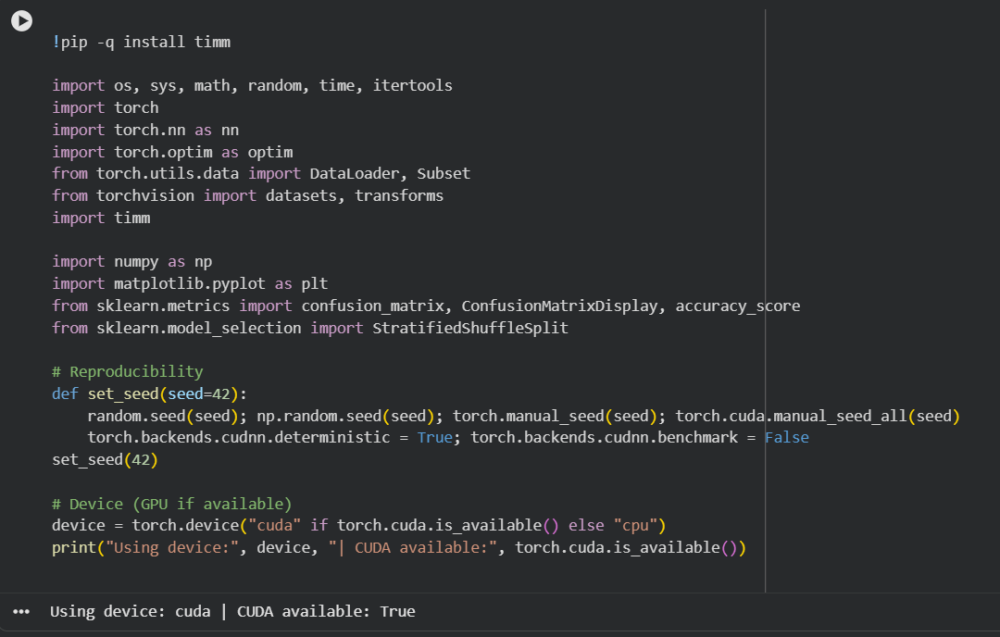 !pip -q install timm
import os, sys, math, random, time, itertools
import torch
import torch.nn as nn
import torch.optim as optim
from torch.utils.data import DataLoader, Subset
from torchvision import datasets, transforms
import timm
import numpy as np
import matplotlib.pyplot as plt
from sklearn.metrics import confusion_matrix, ConfusionMatrixDisplay, accuracy_score
from sklearn.model_selection import StratifiedShuffleSplit
# Reproducibility
def set_seed(seed=42):
    random.seed(seed); np.random.seed(seed); torch.manual_seed(seed); torch.cuda.manual_seed_all(seed)
    torch.backends.cudnn.deterministic = True; torch.backends.cudnn.benchmark = False
set_seed(42)
# Device (GPU if available)
device = torch.device("cuda" if torch.cuda.is_available() else "cpu")
print("Using device:", device, "| CUDA available:", torch.cuda.is_available())
Using device: cuda | CUDA available: True